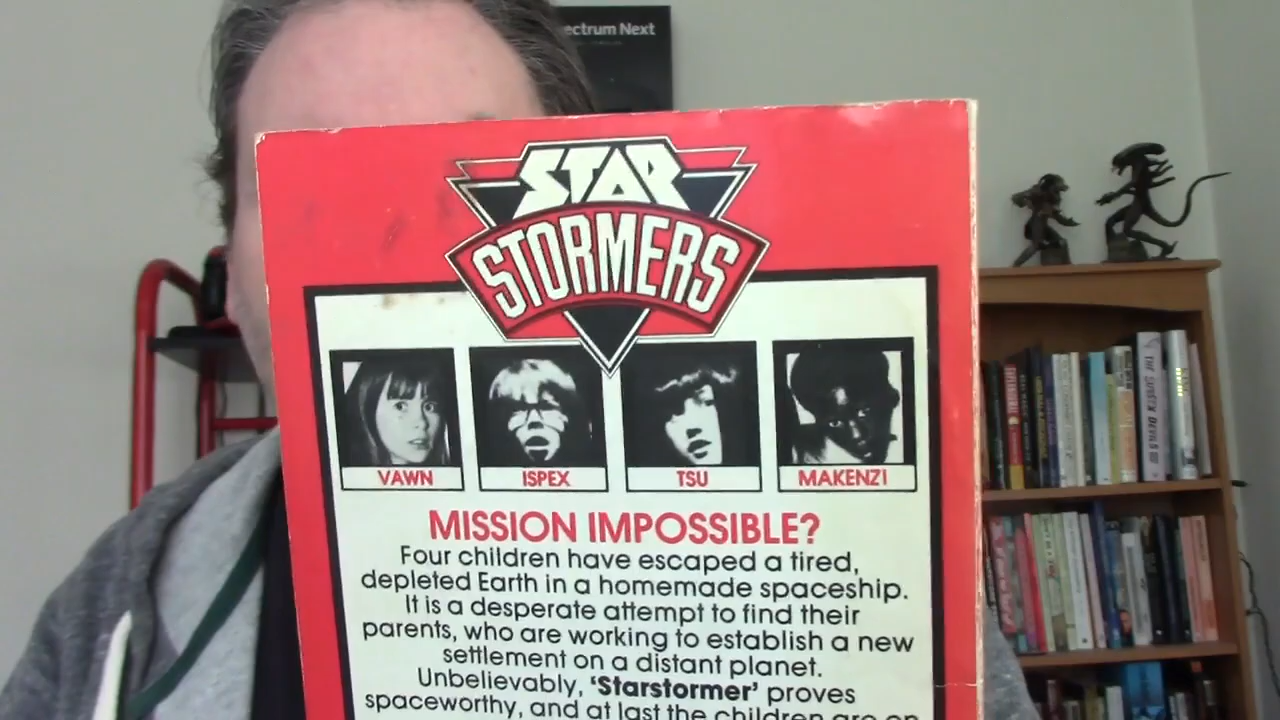 ectrum Next
STAR
STORMERS
VAWN
ISPEX
TSU
MAKENZI
MISSION IMPOSSIBLE?
Four children have escaped a tired,
depleted Earth in a homemade spaceship.
It is a desperate attempt to find their
parents, who are working to establish a new
settlement on a distant planet.
Unbelievably, 'Starstormer' proves
spaceworthy, and at last the children are on